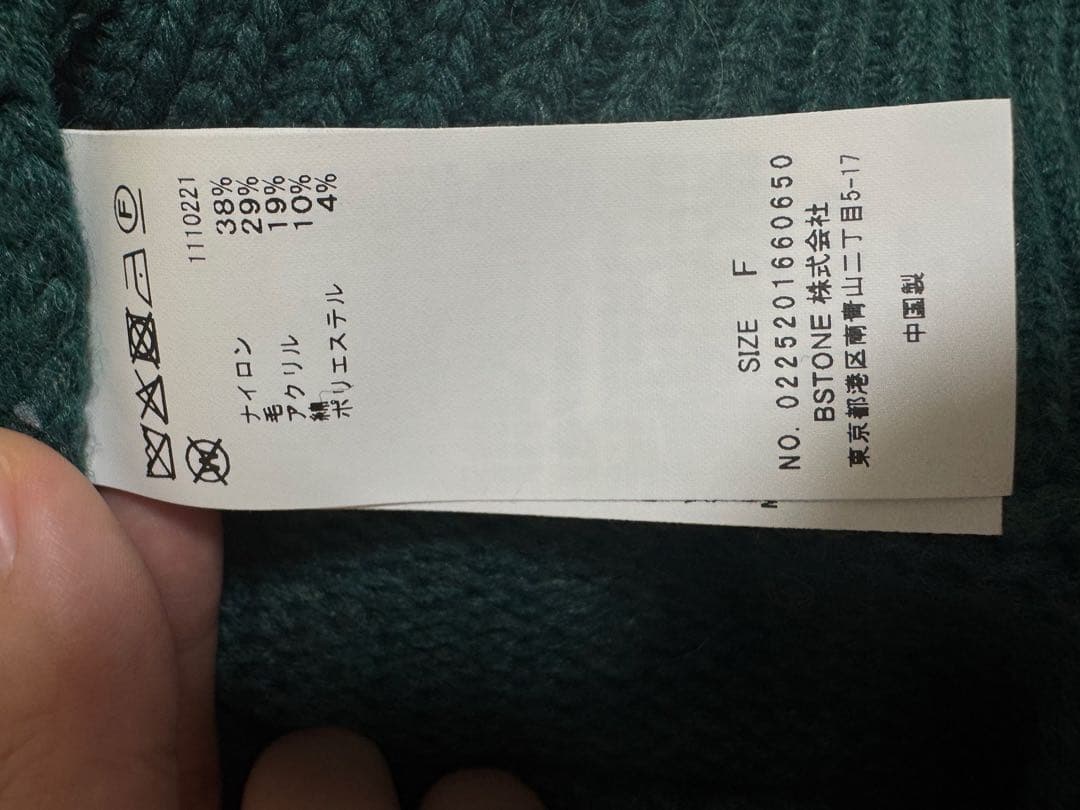 1110221
ナイロン 38%
毛 29%
アクリル 19%
綿 10%
ポリエステル 4%
SIZE F
NO. 02252016606​50
BSTONE 株式会社
東京都港区南青山二丁目5-17
中国製